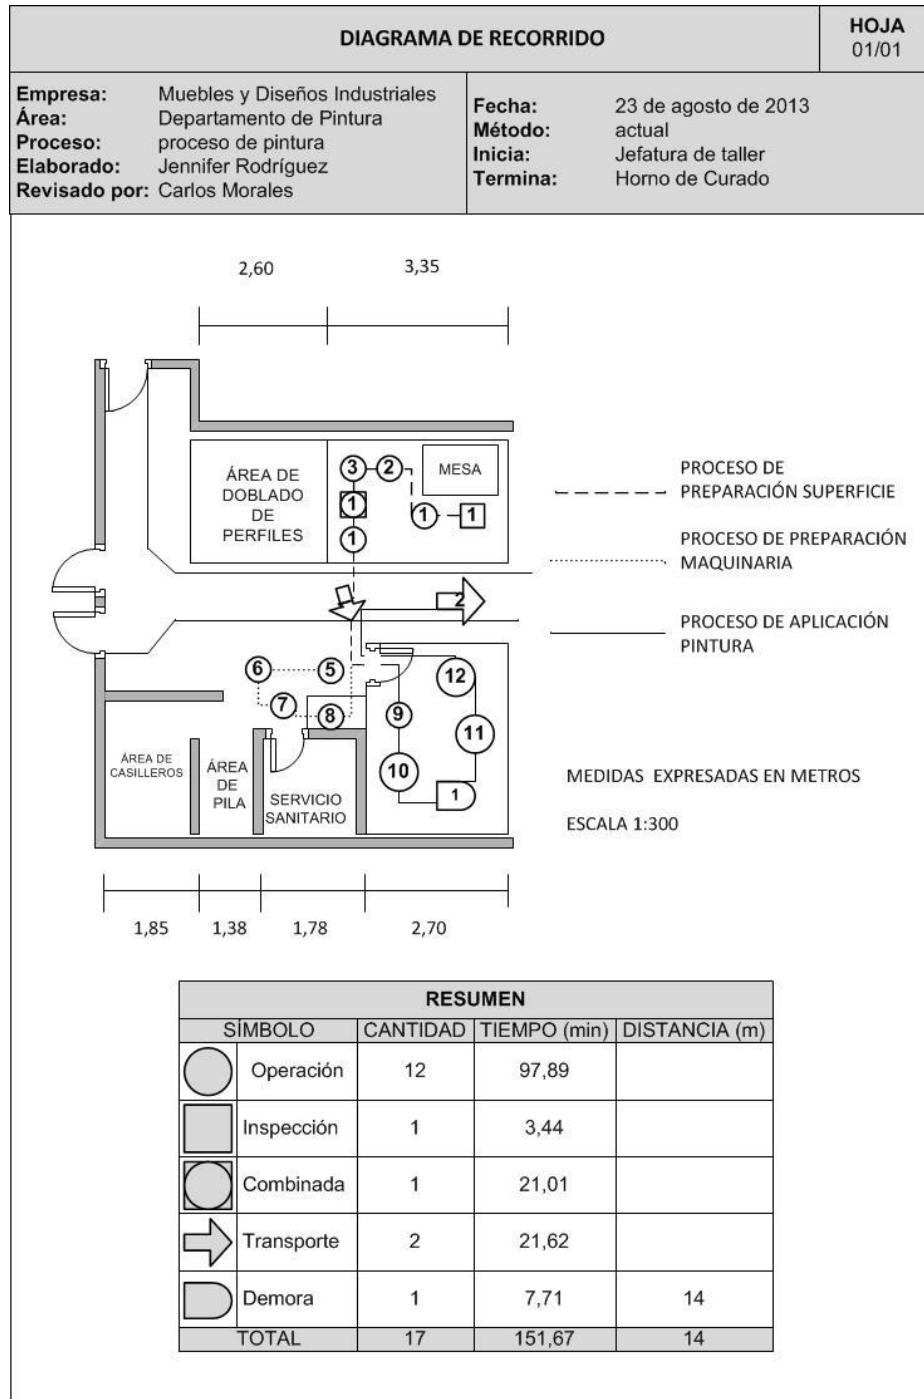 DIAGRAMA DE RECORRIDO
HOJA
01/01
Empresa: Muebles y Diseños Industriales
Área: Departamento de Pintura
Proceso: proceso de pintura
Elaborado: Jennifer Rodríguez
Revisado por: Carlos Morales
Fecha: 23 de agosto de 2013
Método: actual
Inicia: Jefatura de taller
Termina: Horno de Curado
2,60 3,35
ÁREA DE
DOBLADO
DE
PERFILES
3 2
MESA
1
1 1
1
PROCESO DE
PREPARACIÓN SUPERFICIE
PROCESO DE PREPARACIÓN
MAQUINARIA
PROCESO DE APLICACIÓN
PINTURA
2
6 5
7
8
12
9
11
10
1
ÁREA DE
CASILLEROS
ÁREA
DE
PILA
SERVICIO
SANITARIO
MEDIDAS EXPRESADAS EN METROS
ESCALA 1:300
1,85 1,38 1,78 2,70
RESUMEN
SÍMBOLO CANTIDAD TIEMPO (min) DISTANCIA (m)
Operación 12 97,89
Inspección 1 3,44
Combinada 1 21,01
Transporte 2 21,62
Demora 1 7,71 14
TOTAL 17 151,67 14